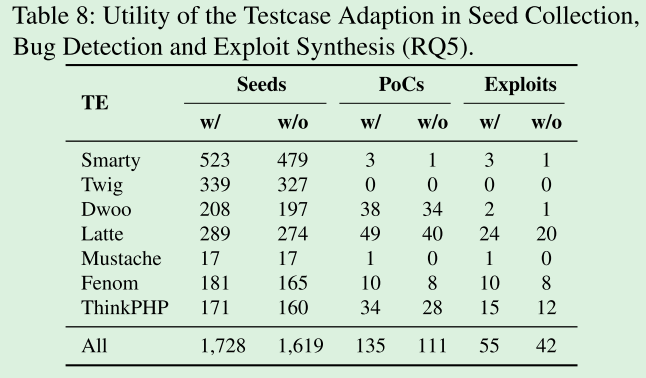 Table 8: Utility of the Testcase Adaption in Seed Collection,
Bug Detection and Exploit Synthesis (RQ5).
TE Seeds PoCs Exploits
w/ w/o w/ w/o w/ w/o
Smarty 523 479 3 1 3 1
Twig 339 327 0 0 0 0
Dwoo 208 197 38 34 2 1
Latte 289 274 49 40 24 20
Mustache 17 17 1 0 1 0
Fenom 181 165 10 8 10 8
ThinkPHP 171 160 34 28 15 12
All 1,728 1,619 135 111 55 42